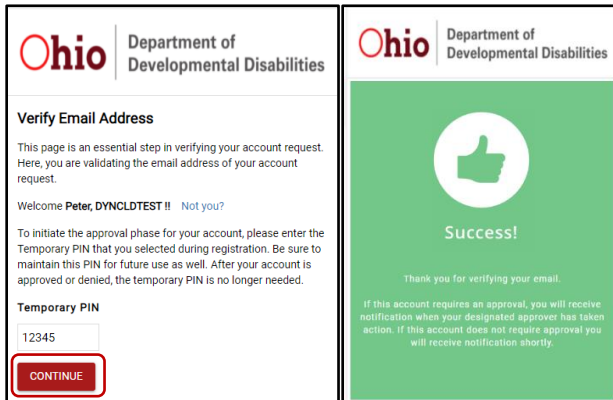 Ohio
Department of
Developmental Disabilities
Verify Email Address
This page is an essential step in verifying your account request.
Here, you are validating the email address of your account
request.
Welcome Peter, DYNCLDTEST !! Not you?
To initiate the approval phase for your account, please enter the
Temporary PIN that you selected during registration. Be sure to
maintain this PIN for future use as well. After your account is
approved or denied, the temporary PIN is no longer needed.
Temporary PIN
12345
CONTINUE
Ohio
Department of
Developmental Disabilities
Success!
Thank you for verifying your email.
If this account requires an approval, you will receive
notification when your designated approver has taken
action. If this account does not require approval you
will receive notification shortly.